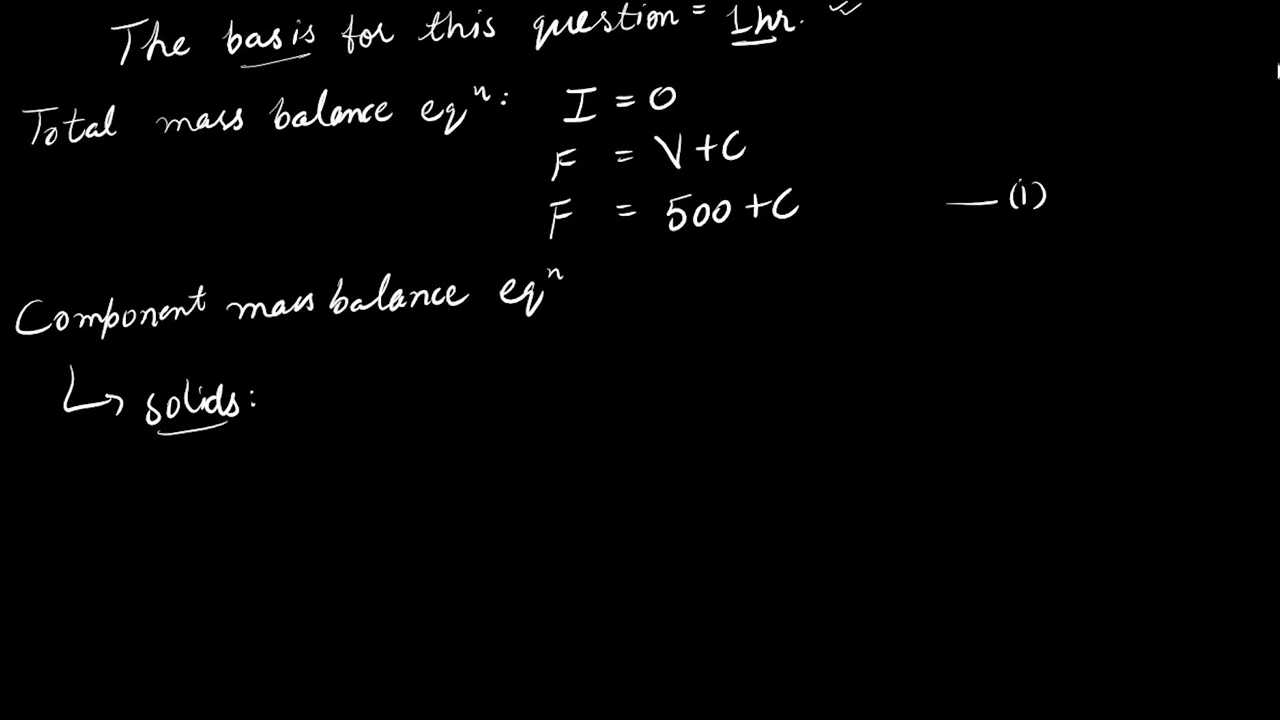 The basis for this question = 1hr.
Total mass balance eqⁿ: I = O
F = V+C
F = 500+C —(1)
Component mass balance eqⁿ
↳ solids: